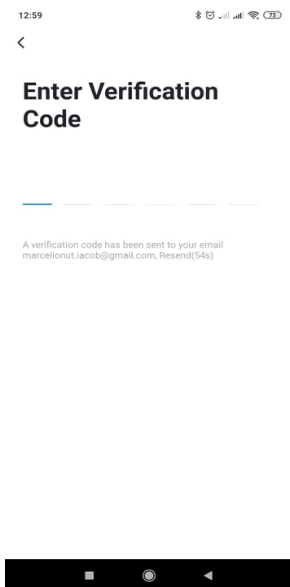 12:59
73
Enter Verification
Code
A verification code has been sent to your email
marcelionut.iacob@gmail.com, Resend(54s)